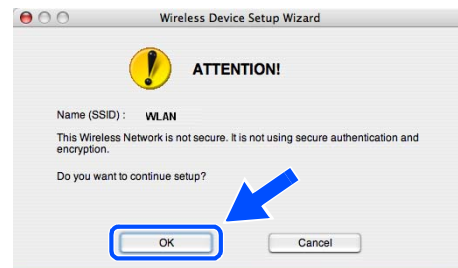 Wireless Device Setup Wizard
ATTENTION!
Name (SSID) : WLAN
This Wireless Network is not secure. It is not using secure authentication and
encryption.
Do you want to continue setup?
OK Cancel